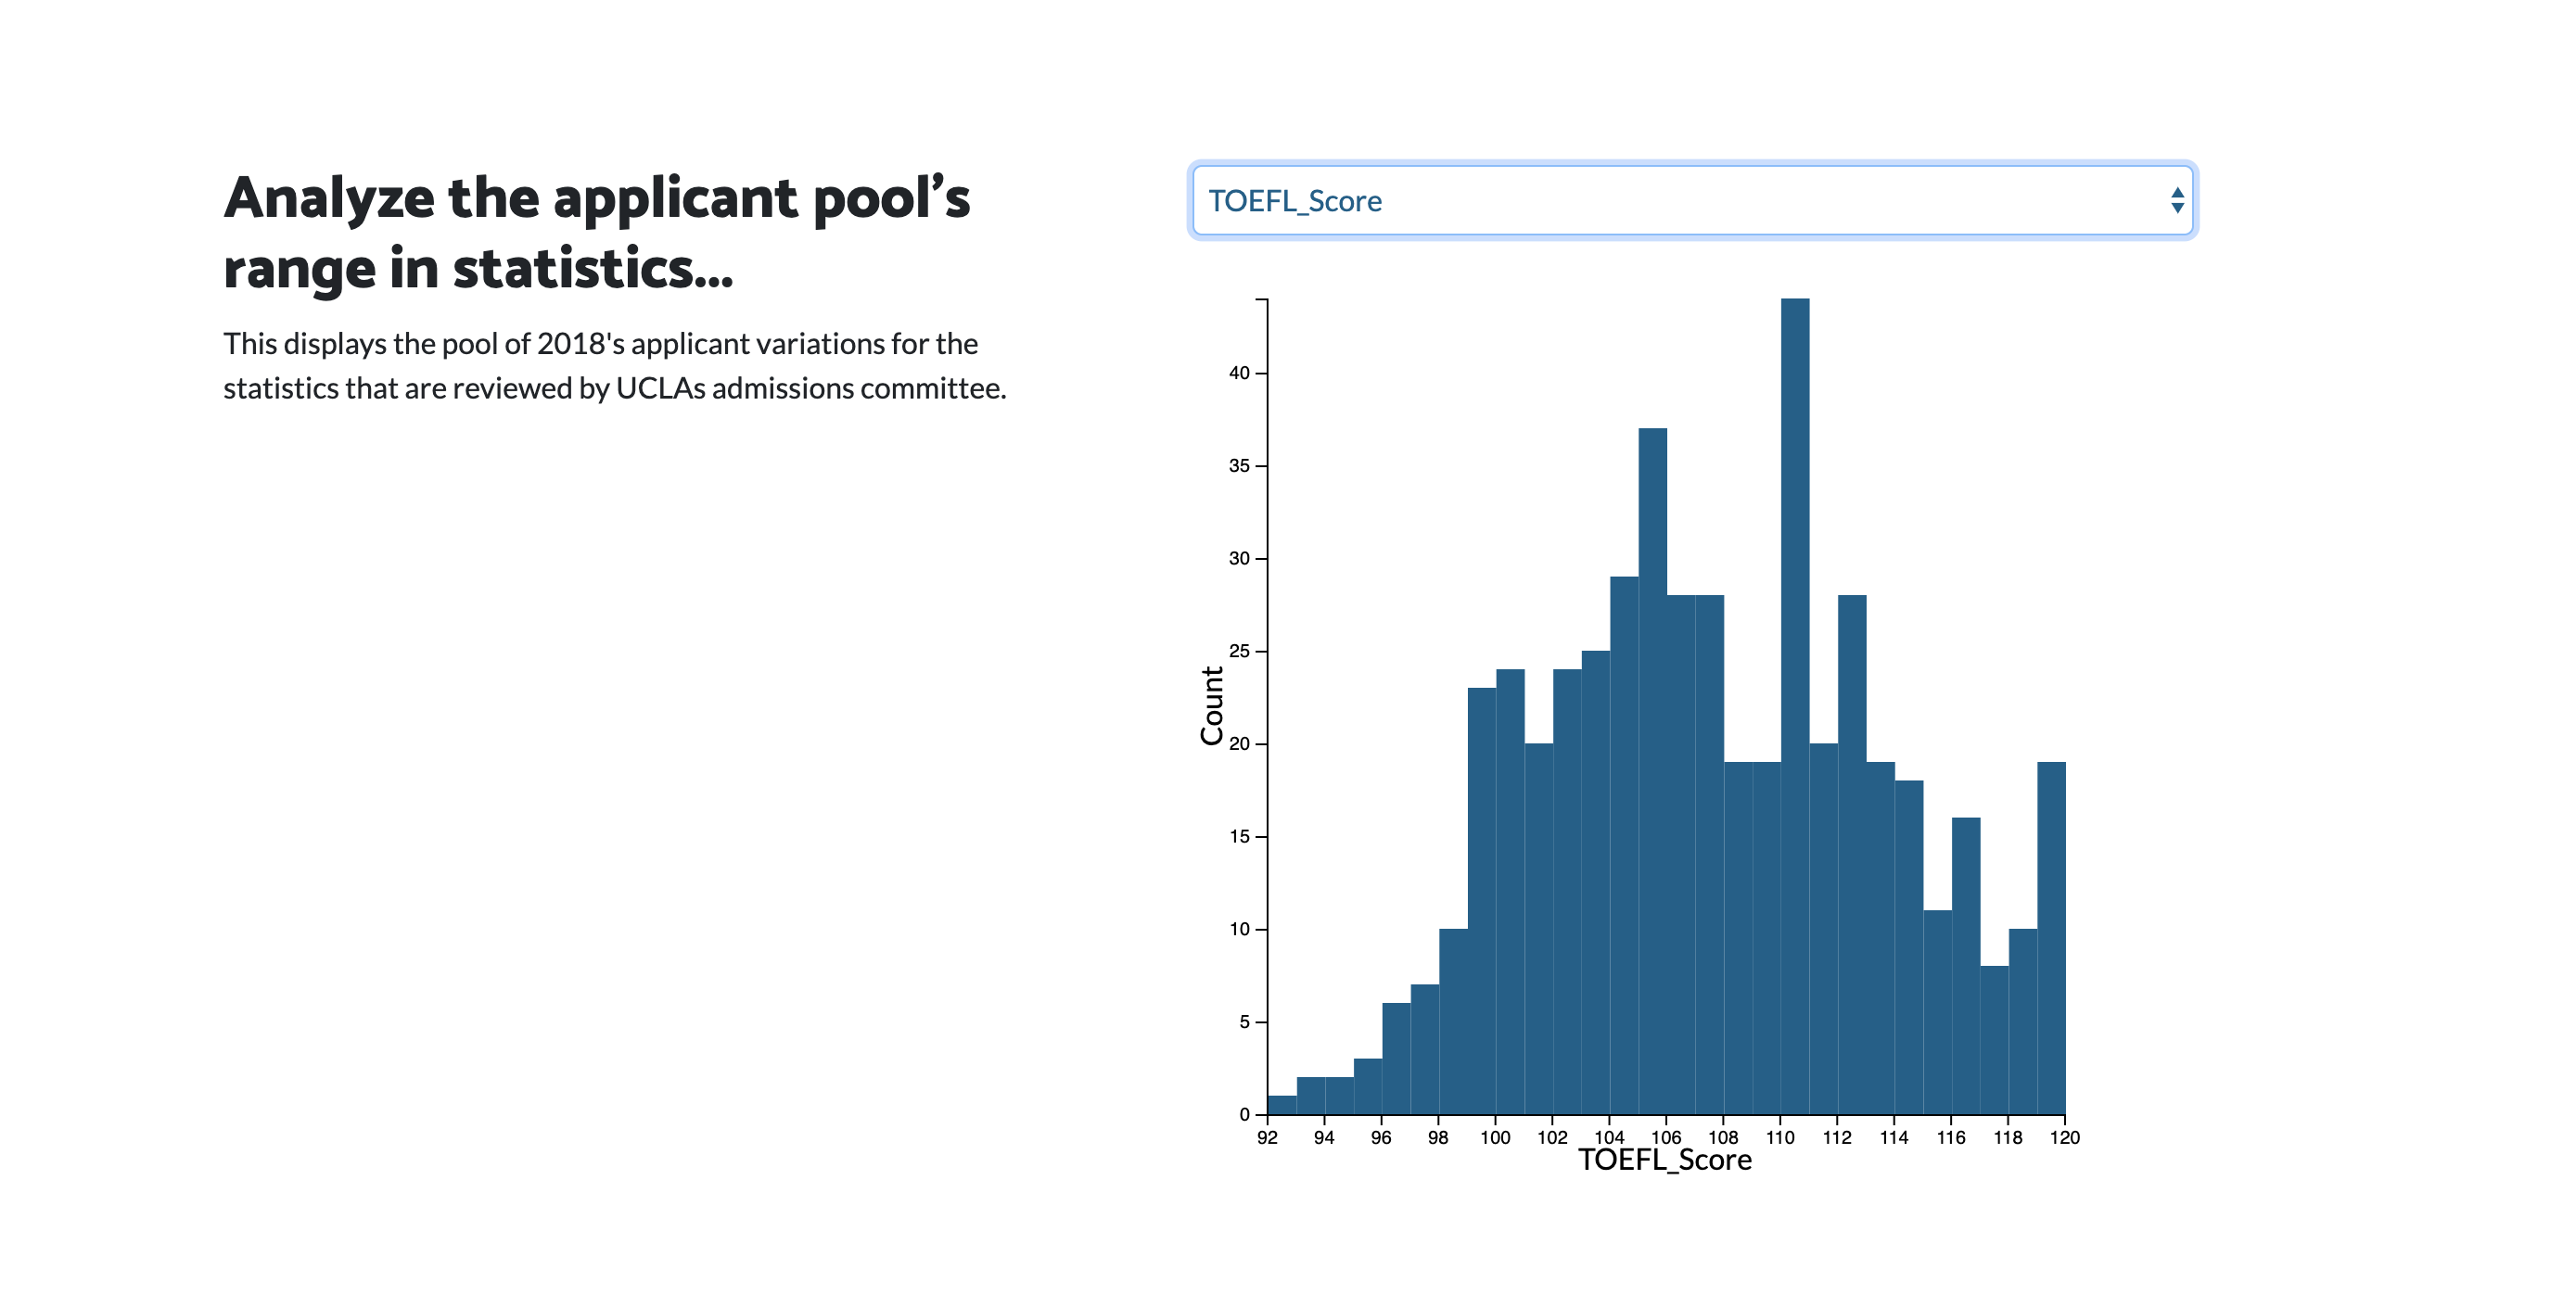 Analyze the applicant pool’s
range in statistics...
This displays the pool of 2018's applicant variations for the
statistics that are reviewed by UCLAs admissions committee.
TOEFL_Score
40
35
30
25
20
15
10
5
0
Count
92 94 96 98 100 102 104 106 108 110 112 114 116 118 120
TOEFL_Score